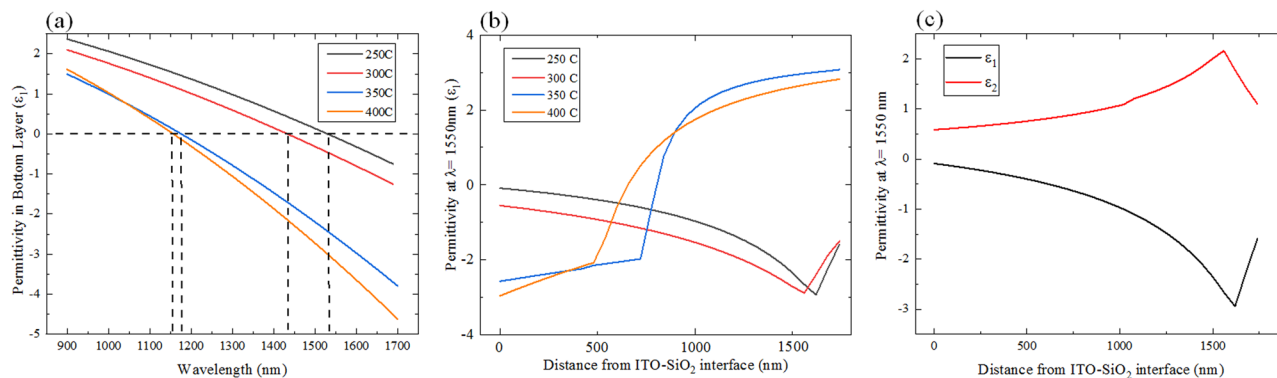 (a)
Permittivity in Bottom Layer (ε₁)
2
1
0
-1
-2
-3
-4
-5
250C
300C
350C
400C
900 1000 1100 1200 1300 1400 1500 1600 1700
Wavelength (nm)
(b)
Permittivity at λ= 1550nm (ε₁)
4
2
0
-2
-4
250 C
300 C
350 C
400 C
0 500 1000 1500
Distance from ITO-SiO₂ interface (nm)
(c)
Permittivity at λ= 1550 nm
2
1
0
-1
-2
-3
ε₁
ε₂
0 500 1000 1500
Distance from ITO-SiO₂ interface (nm)